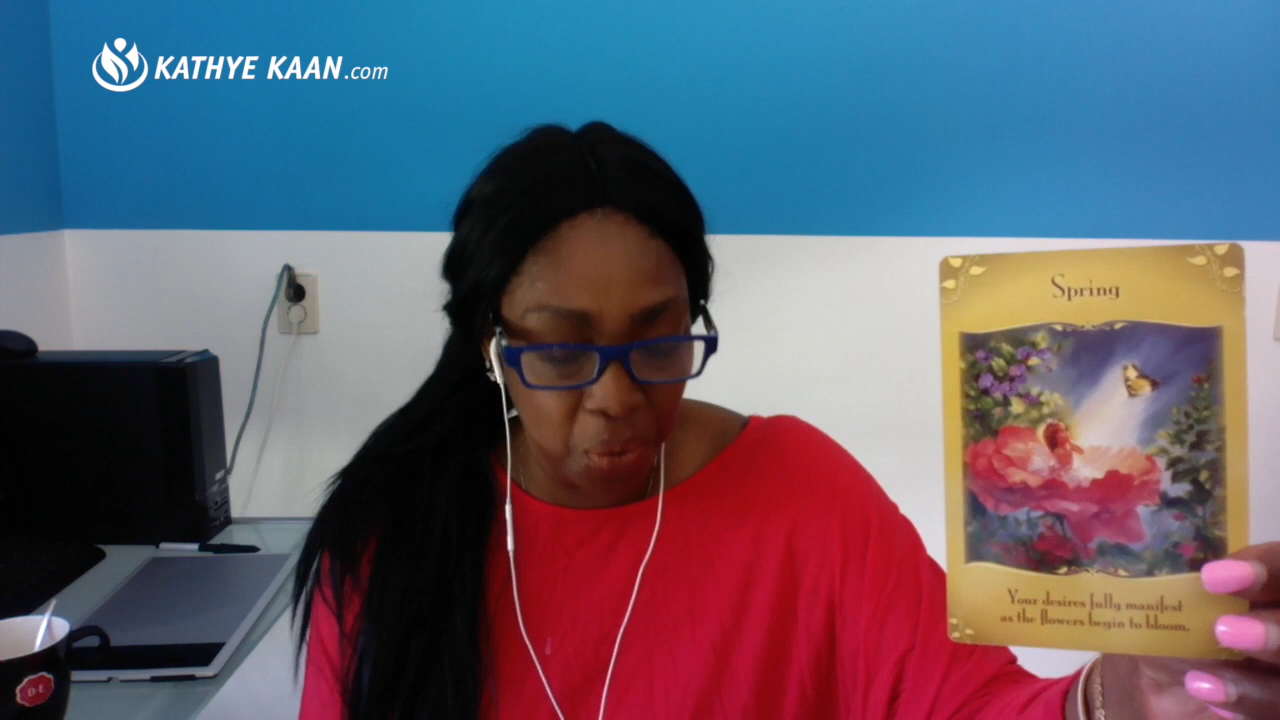 KATHYE KAAN.com
Spring
Your desires fully manifest
as the flowers begin to bloom.
D·E